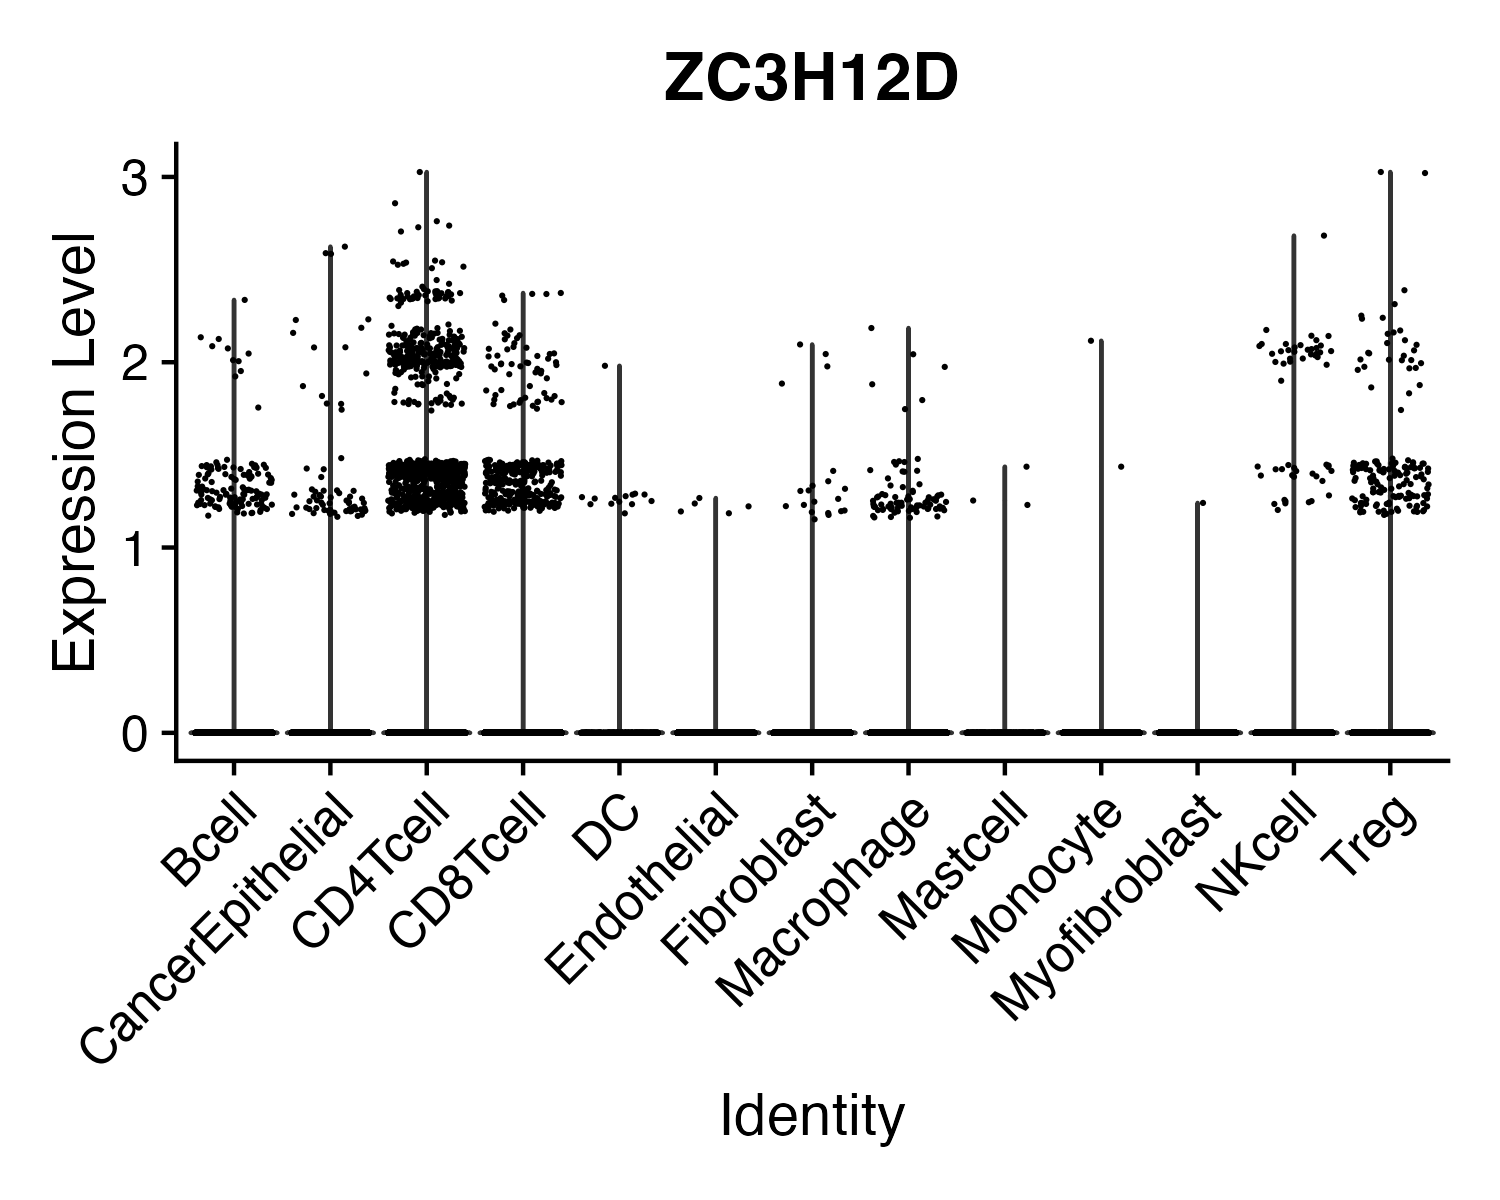 ZC3H12D
Expression Level
3
2
1
0
Bcell
CancerEpithelial
CD4Tcell
CD8Tcell
DC
Endothelial
Fibroblast
Macrophage
Mastcell
Monocyte
Myofibroblast
NKcell
Treg
Identity